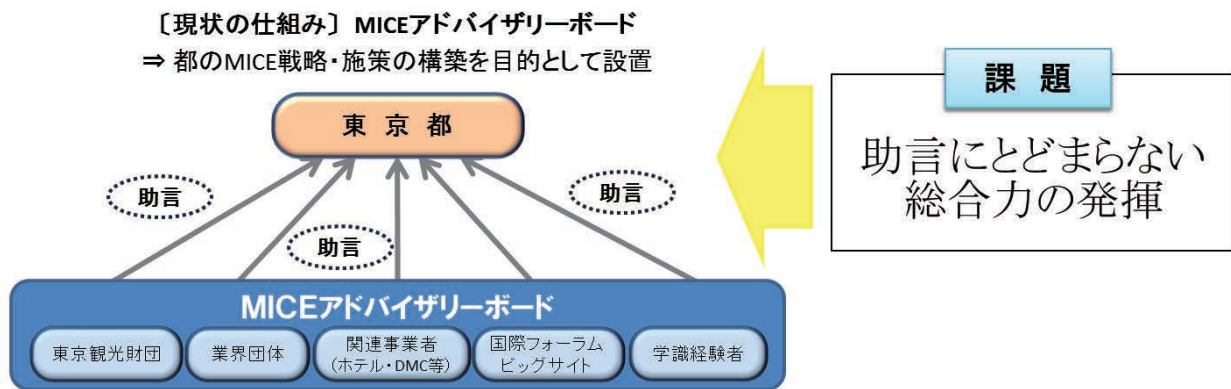 〔現状の仕組み〕 MICEアドバイザリーボード
⇒ 都のMICE戦略・施策の構築を目的として設置
東 京 都
助言
助言
助言
課 題
助言にとどまらない
総合力の発揮
MICEアドバイザリーボード
東京観光財団
業界団体
関連事業者
(ホテル・DMC等)
国際フォーラム
ビッグサイト
学識経験者